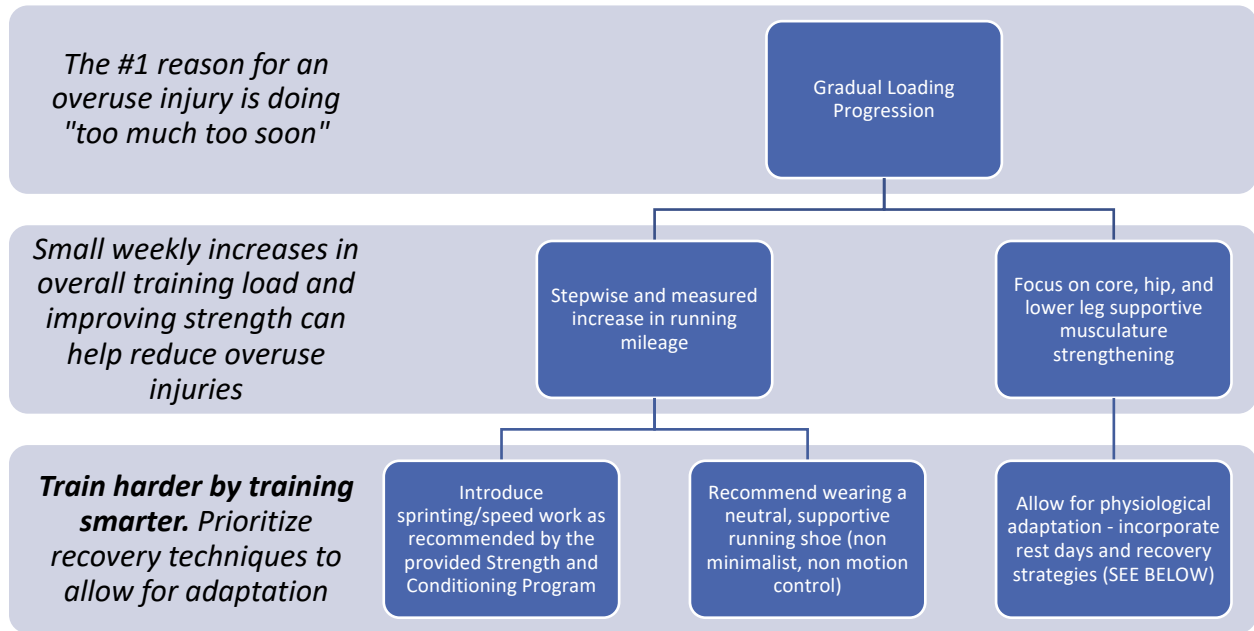 The #1 reason for an
overuse injury is doing
"too much too soon"
Gradual Loading
Progression
Small weekly increases in
overall training load and
improving strength can
help reduce overuse
injuries
Stepwise and measured
increase in running
mileage
Focus on core, hip, and
lower leg supportive
musculature
strengthening
Train harder by training
smarter. Prioritize
recovery techniques to
allow for adaptation
Introduce
sprinting/speed work as
recommended by the
provided Strength and
Conditioning Program
Recommend wearing a
neutral, supportive
running shoe (non
minimalist, non motion
control)
Allow for physiological
adaptation - incorporate
rest days and recovery
strategies (SEE BELOW)